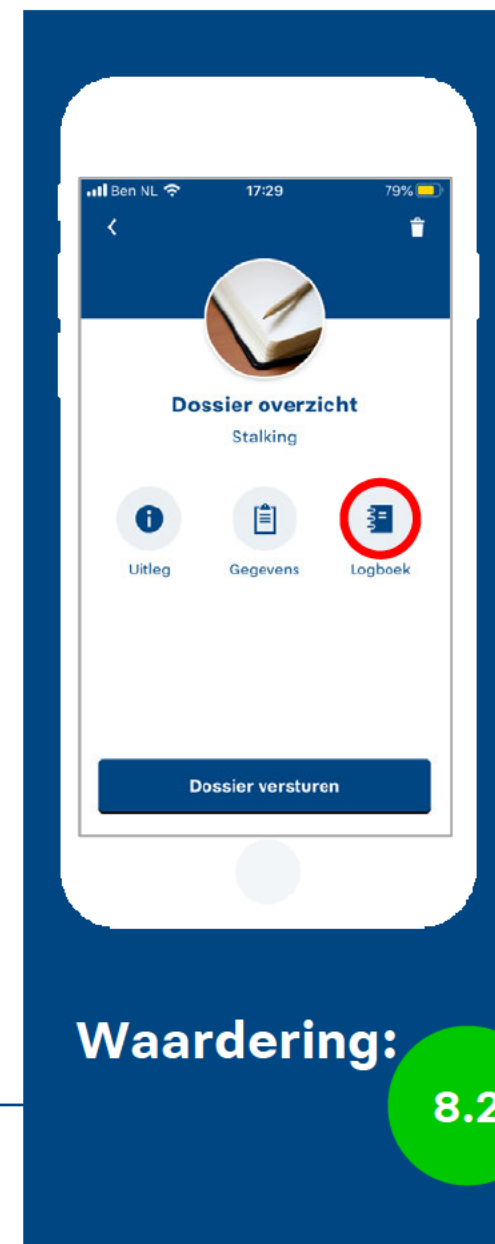 Ben NL 17:29 79%
Dossier overzicht
Stalking
Uitleg Gegevens Logboek
Dossier versturen
Waardering:
8.2